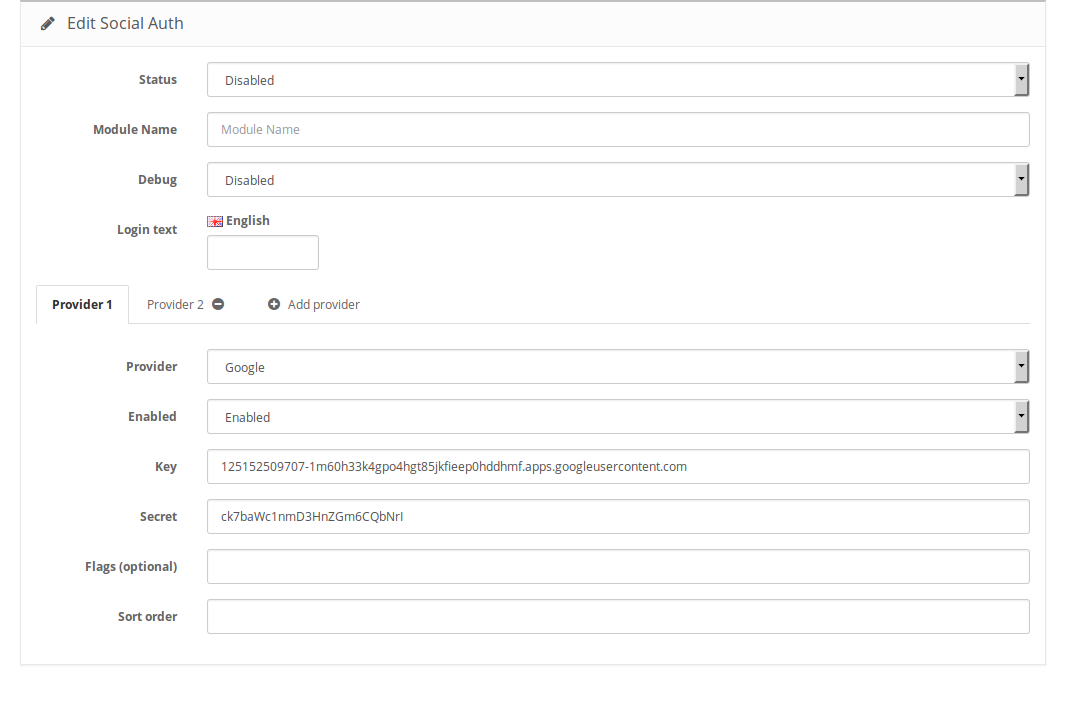 Edit Social Auth
Status Disabled
Module Name Module Name
Debug Disabled
Login text English
Provider 1 Provider 2 Add provider
Provider Google
Enabled Enabled
Key 125152509707-1m60h33k4gpo4hgt85jkfieep0hddhmf.apps.googleusercontent.com
Secret ck7baWc1nmD3HnZGm6CQbNrI
Flags (optional)
Sort order